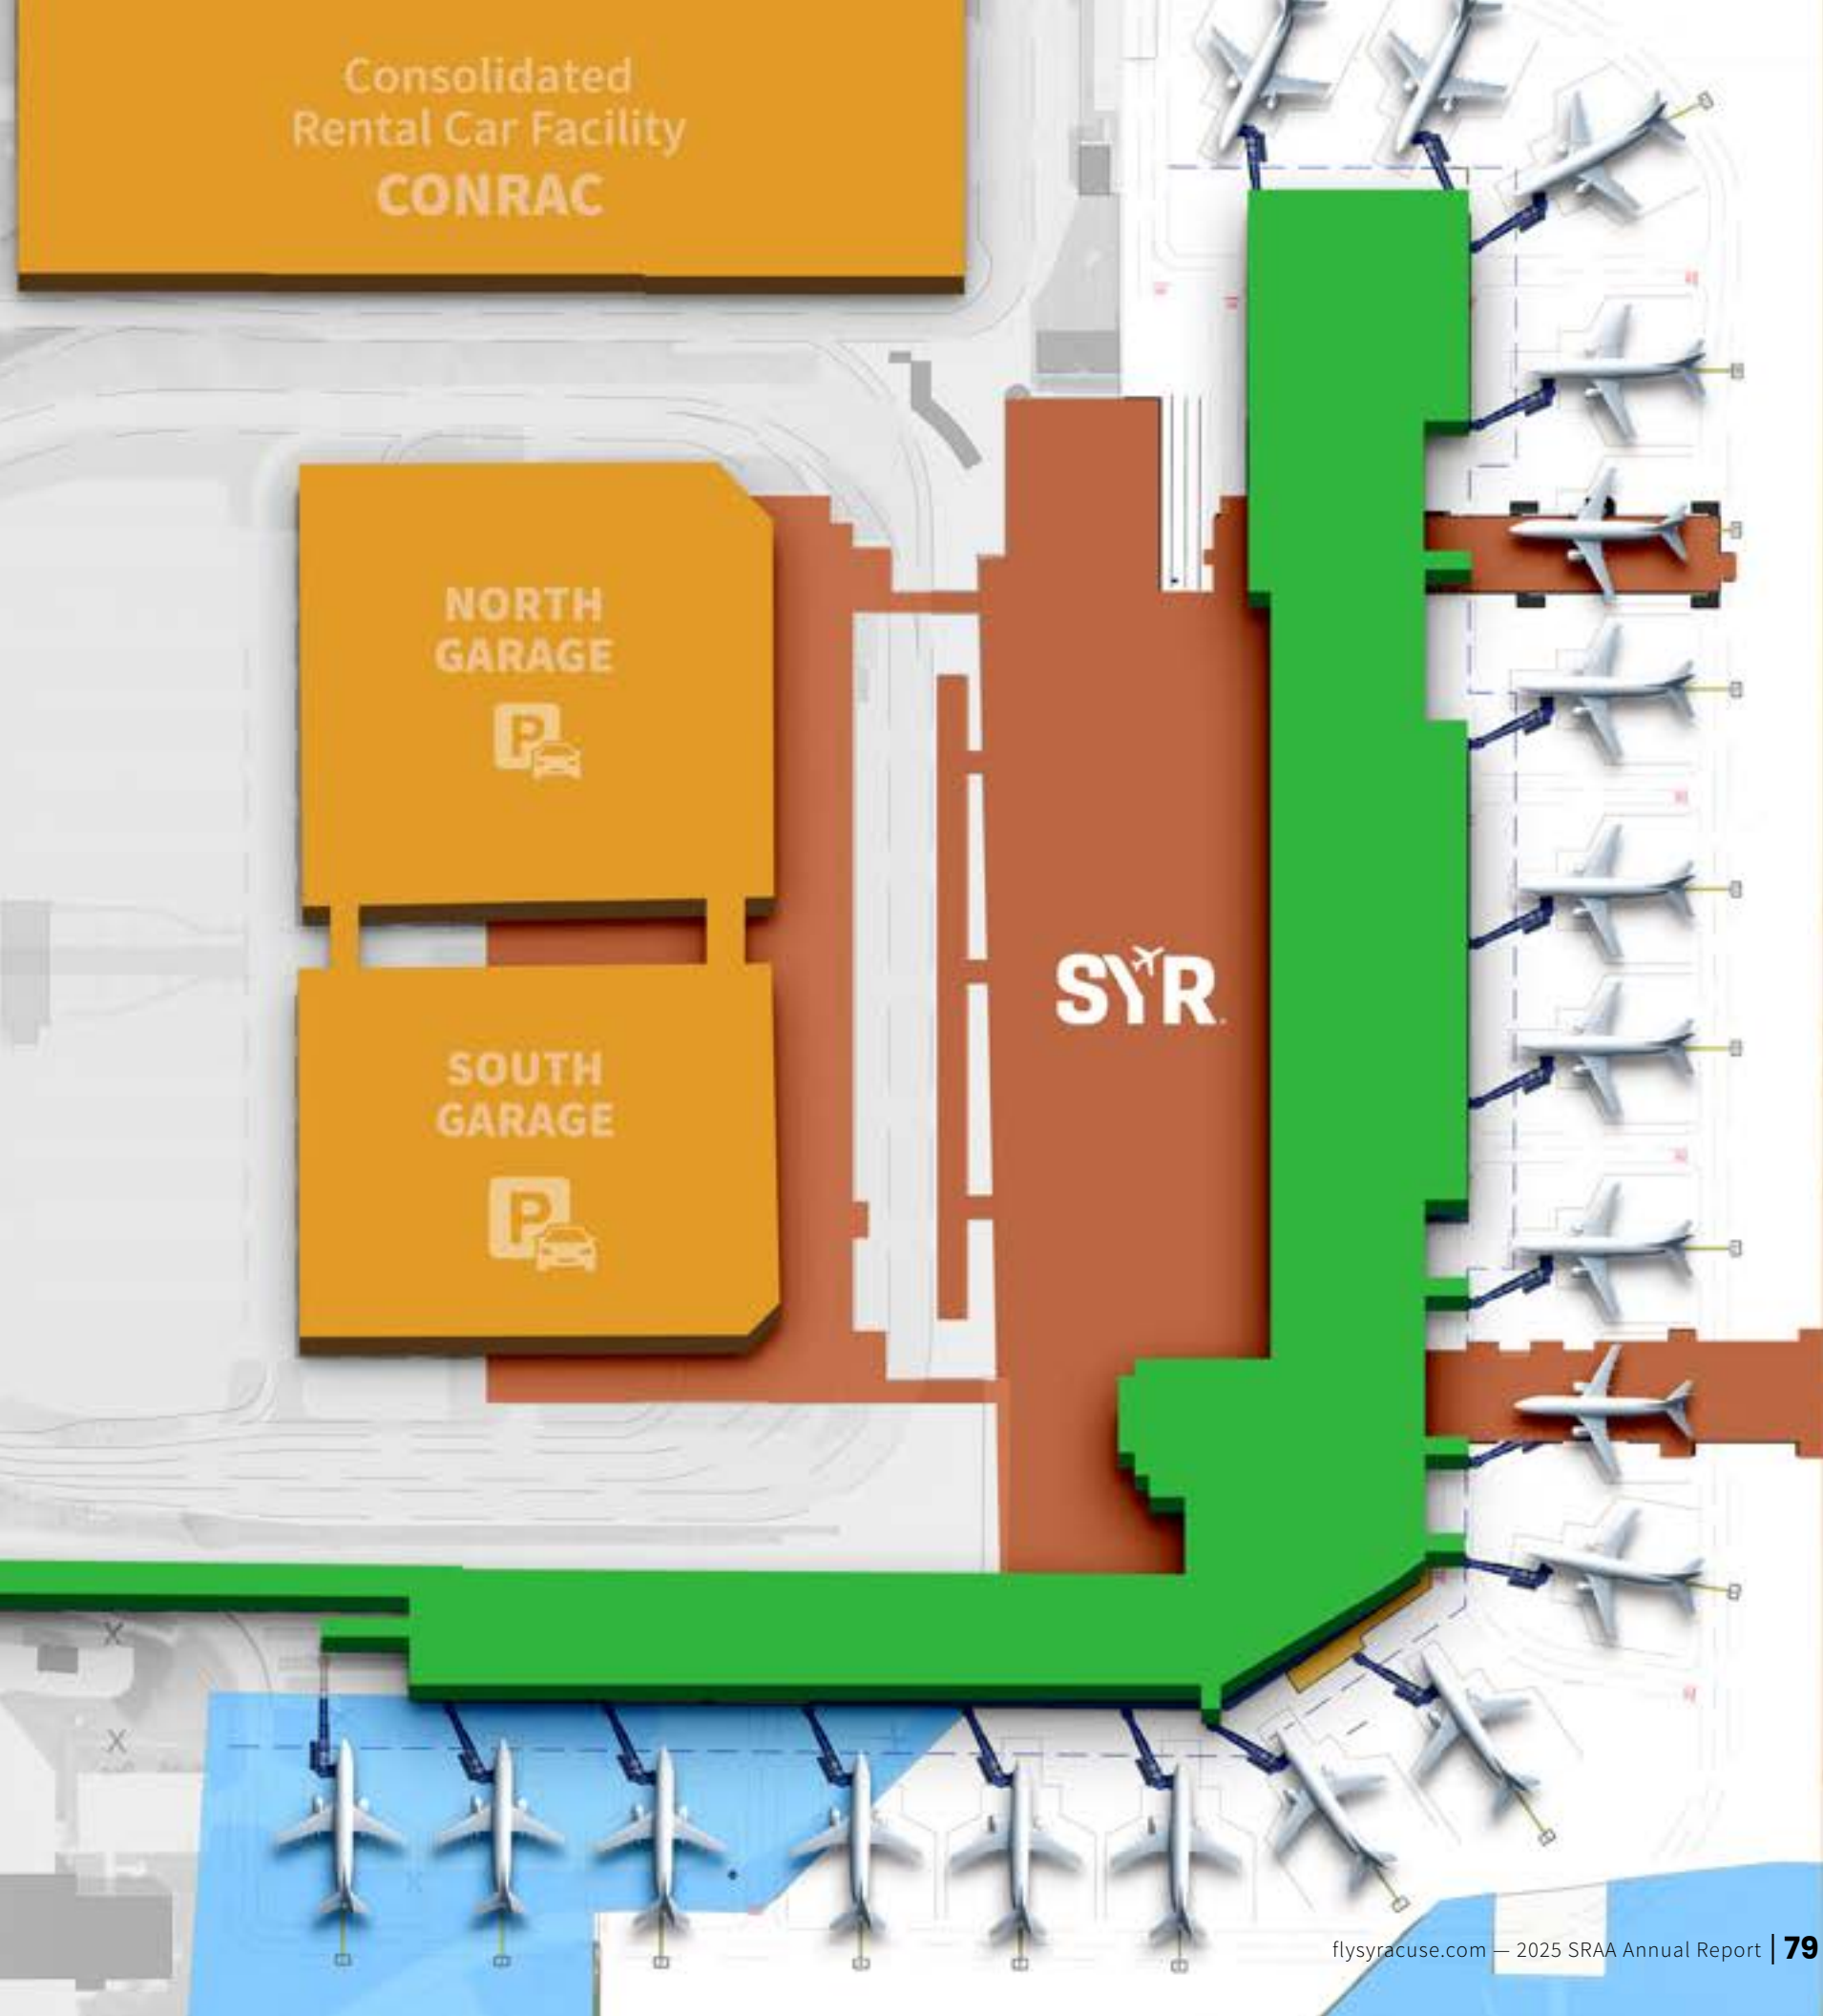 Consolidated
Rental Car Facility
CONRAC
NORTH
GARAGE
P
SYR
SOUTH
GARAGE
P
flysyracuse.com — 2025 SRAA Annual Report | 79